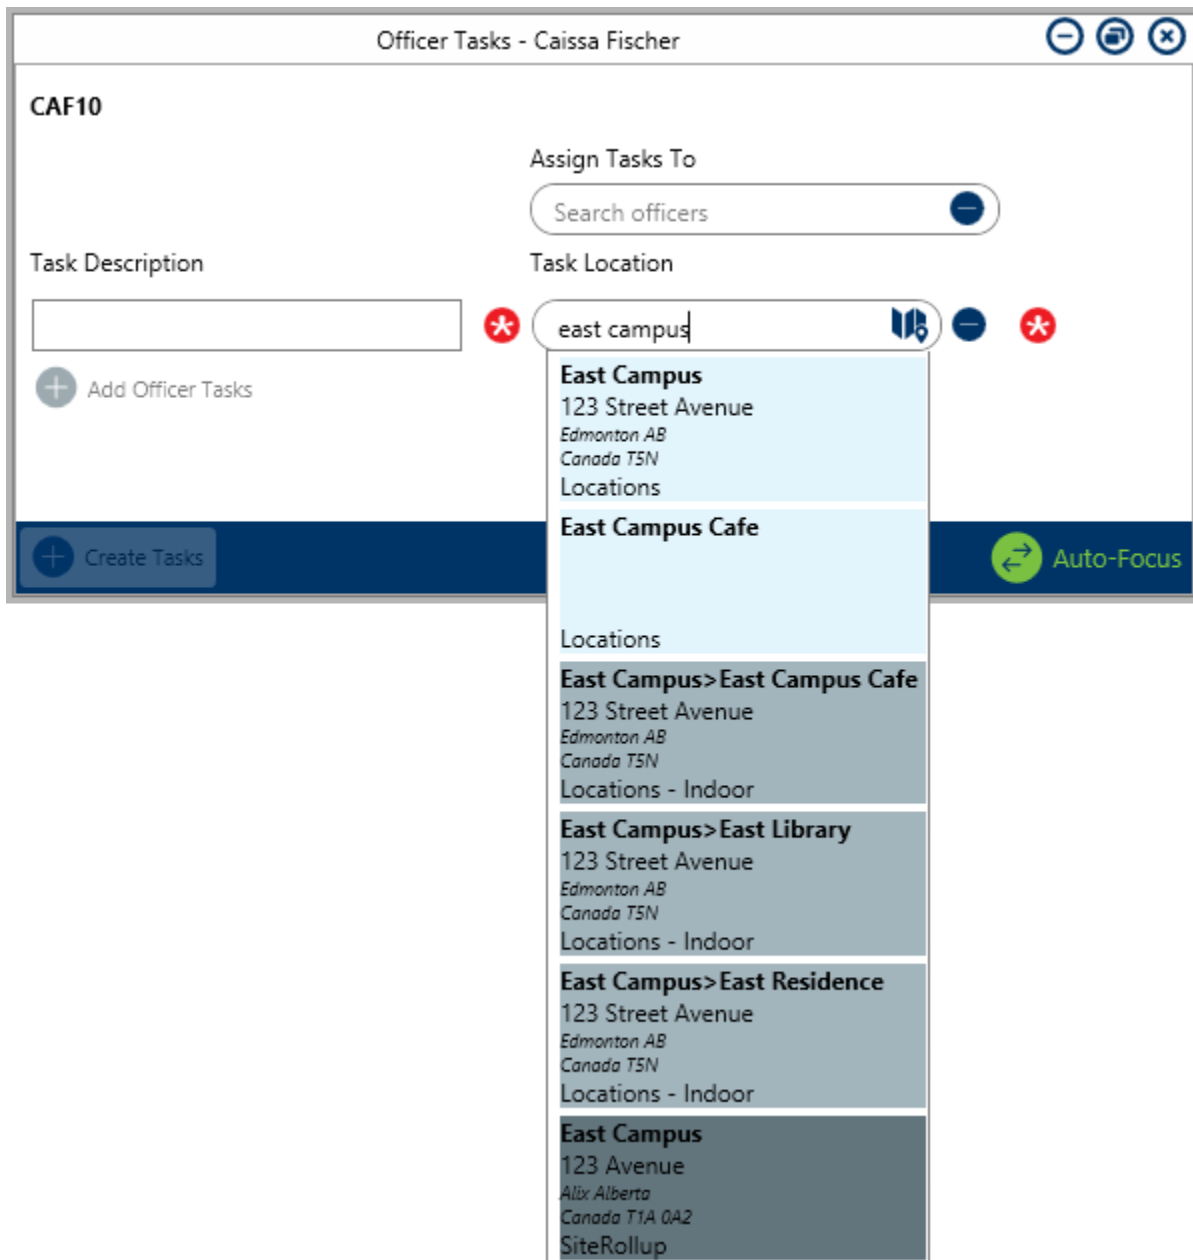 Officer Tasks - Caissa Fischer
CAF10
Assign Tasks To
Search officers
Task Description
Task Location
east campus
Add Officer Tasks
East Campus
123 Street Avenue
Edmonton AB
Canada T5N
Locations
East Campus Cafe
Locations
Create Tasks
Auto-Focus
East Campus>East Campus Cafe
123 Street Avenue
Edmonton AB
Canada T5N
Locations - Indoor
East Campus>East Library
123 Street Avenue
Edmonton AB
Canada T5N
Locations - Indoor
East Campus>East Residence
123 Street Avenue
Edmonton AB
Canada T5N
Locations - Indoor
East Campus
123 Avenue
Alix Alberta
Canada T1A 0A2
SiteRollup